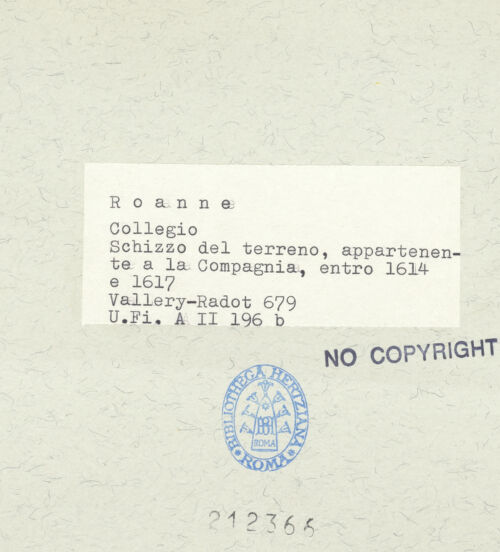 R o a n n e
Collegio
Schizzo del terreno, appartenen-
te a la Compagnia, entro 1614
e 1617
Vallery-Radot 679
U.Fi. A II 196 b
NO COPYRIGHT
BIBLIOTHECA HERTZIANA
ROMA
ROMA
212366